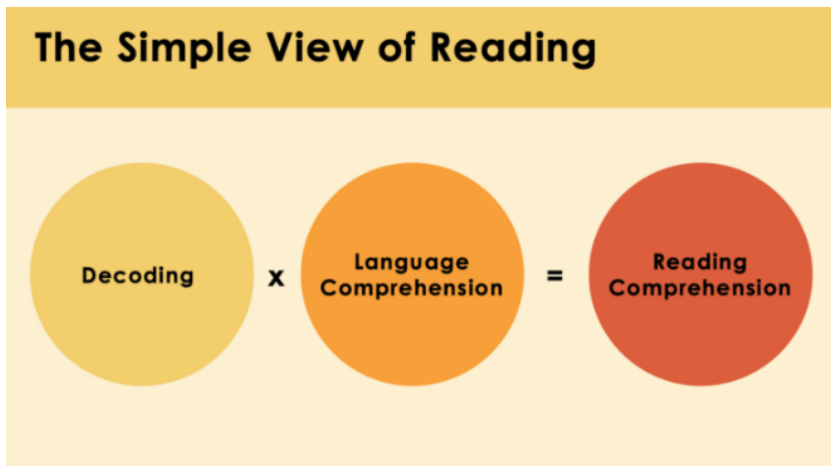 The Simple View of Reading
Decoding
x
Language
Comprehension
=
Reading
Comprehension